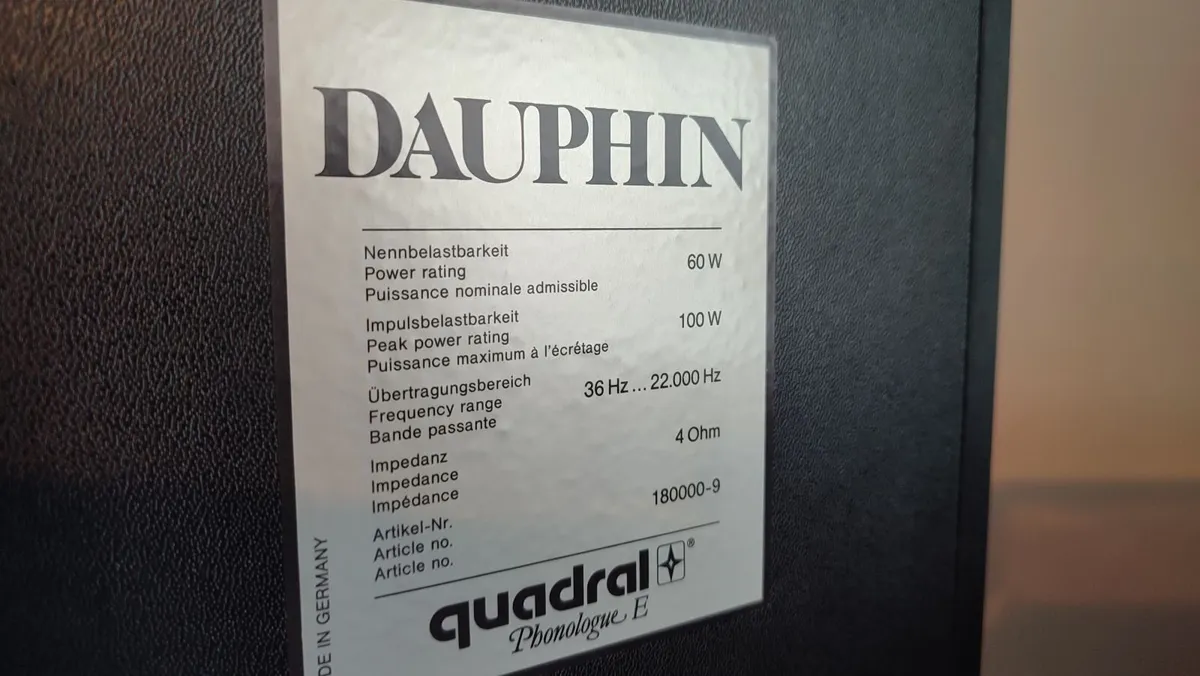 DAUPHIN
Nennbelastbarkeit
Power rating
Puissance nominale admissible
60 W
Impulsbelastbarkeit
Peak power rating
Puissance maximum à l'écrêtage
100 W
Übertragungsbereich
Frequency range
Bande passante
36 Hz ... 22.000 Hz
Impedanz
Impedance
Impédance
4 Ohm
Artikel-Nr.
Article no.
Article no.
180000-9
quadral ®
Phonologue E
DE IN GERMANY